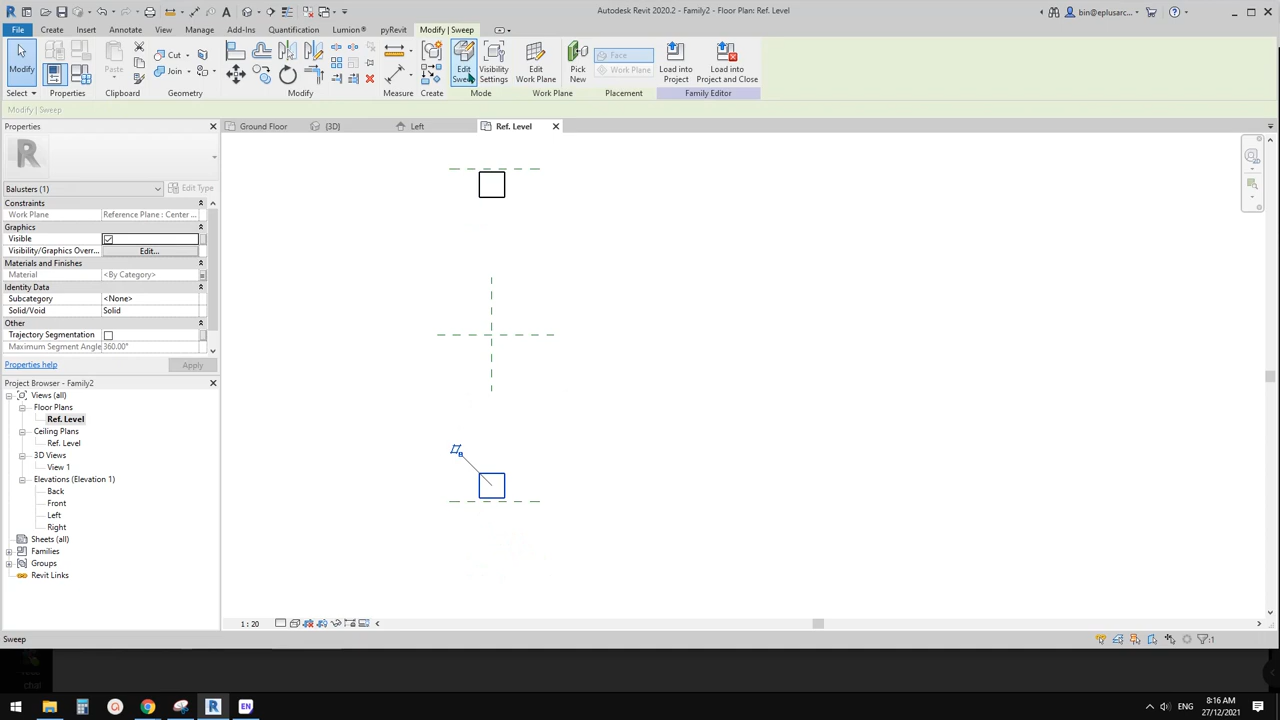 Autodesk Revit 2020.2 - Family2 - Floor Plan: Ref. Level
bin@eplusarc...
File Create Insert Annotate View Manage Add-Ins Quantification Lumion® pyRevit Modify | Sweep
Modify
Paste
Cut
Join
Edit Sweep
Visibility Settings
Edit Work Plane
Pick New
Face
Work Plane
Load into Project
Load into Project and Close
Select Properties Clipboard Geometry Modify Measure Create Mode Work Plane Placement Family Editor
Modify | Sweep
Properties
Ground Floor {3D} Left Ref. Level
R
Balusters (1) Edit Type
Constraints
Work Plane Reference Plane : Center ...
Graphics
Visible
Visibility/Graphics Overr... Edit...
Materials and Finishes
Material <By Category>
Identity Data
Subcategory <None>
Solid/Void Solid
Other
Trajectory Segmentation
Maximum Segment Angle 360.00°
Properties help Apply
Project Browser - Family2
Views (all)
Floor Plans
Ref. Level
Ceiling Plans
Ref. Level
3D Views
View 1
Elevations (Elevation 1)
Back
Front
Left
Right
Sheets (all)
Families
Groups
Revit Links
1 : 20
Sweep
:1
ENG
8:16 AM
27/12/2021
R
EN